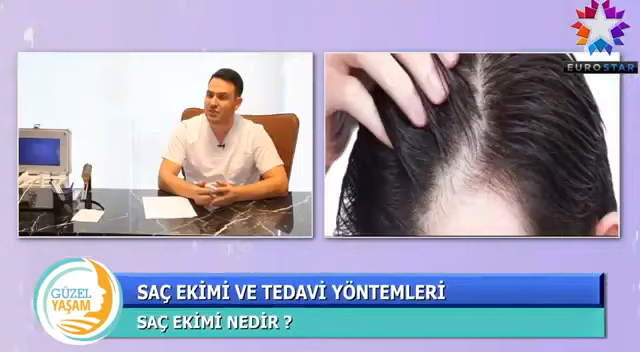 EUROSTAR
GÜZEL
YAŞAM
SAÇ EKİMİ VE TEDAVİ YÖNTEMLERİ
SAÇ EKİMİ NEDİR ?